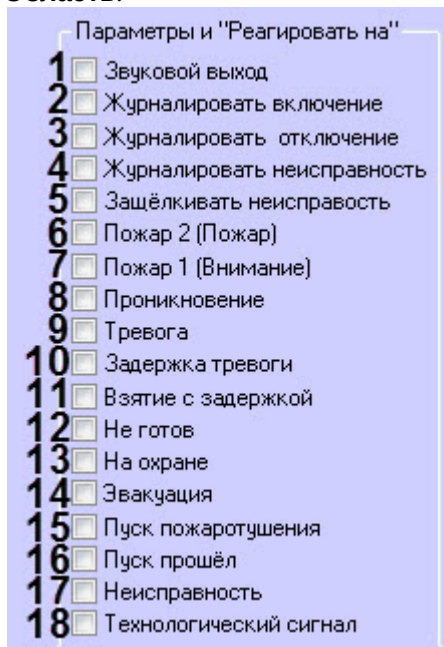 Параметры и "Реагировать на"
1 Звуковой выход
2 Журналировать включение
3 Журналировать отключение
4 Журналировать неисправность
5 Защёлкивать неисправость
6 Пожар 2 (Пожар)
7 Пожар 1 (Внимание)
8 Проникновение
9 Тревога
10 Задержка тревоги
11 Взятие с задержкой
12 Не готов
13 На охране
14 Эвакуация
15 Пуск пожаротушения
16 Пуск прошёл
17 Неисправность
18 Технологический сигнал